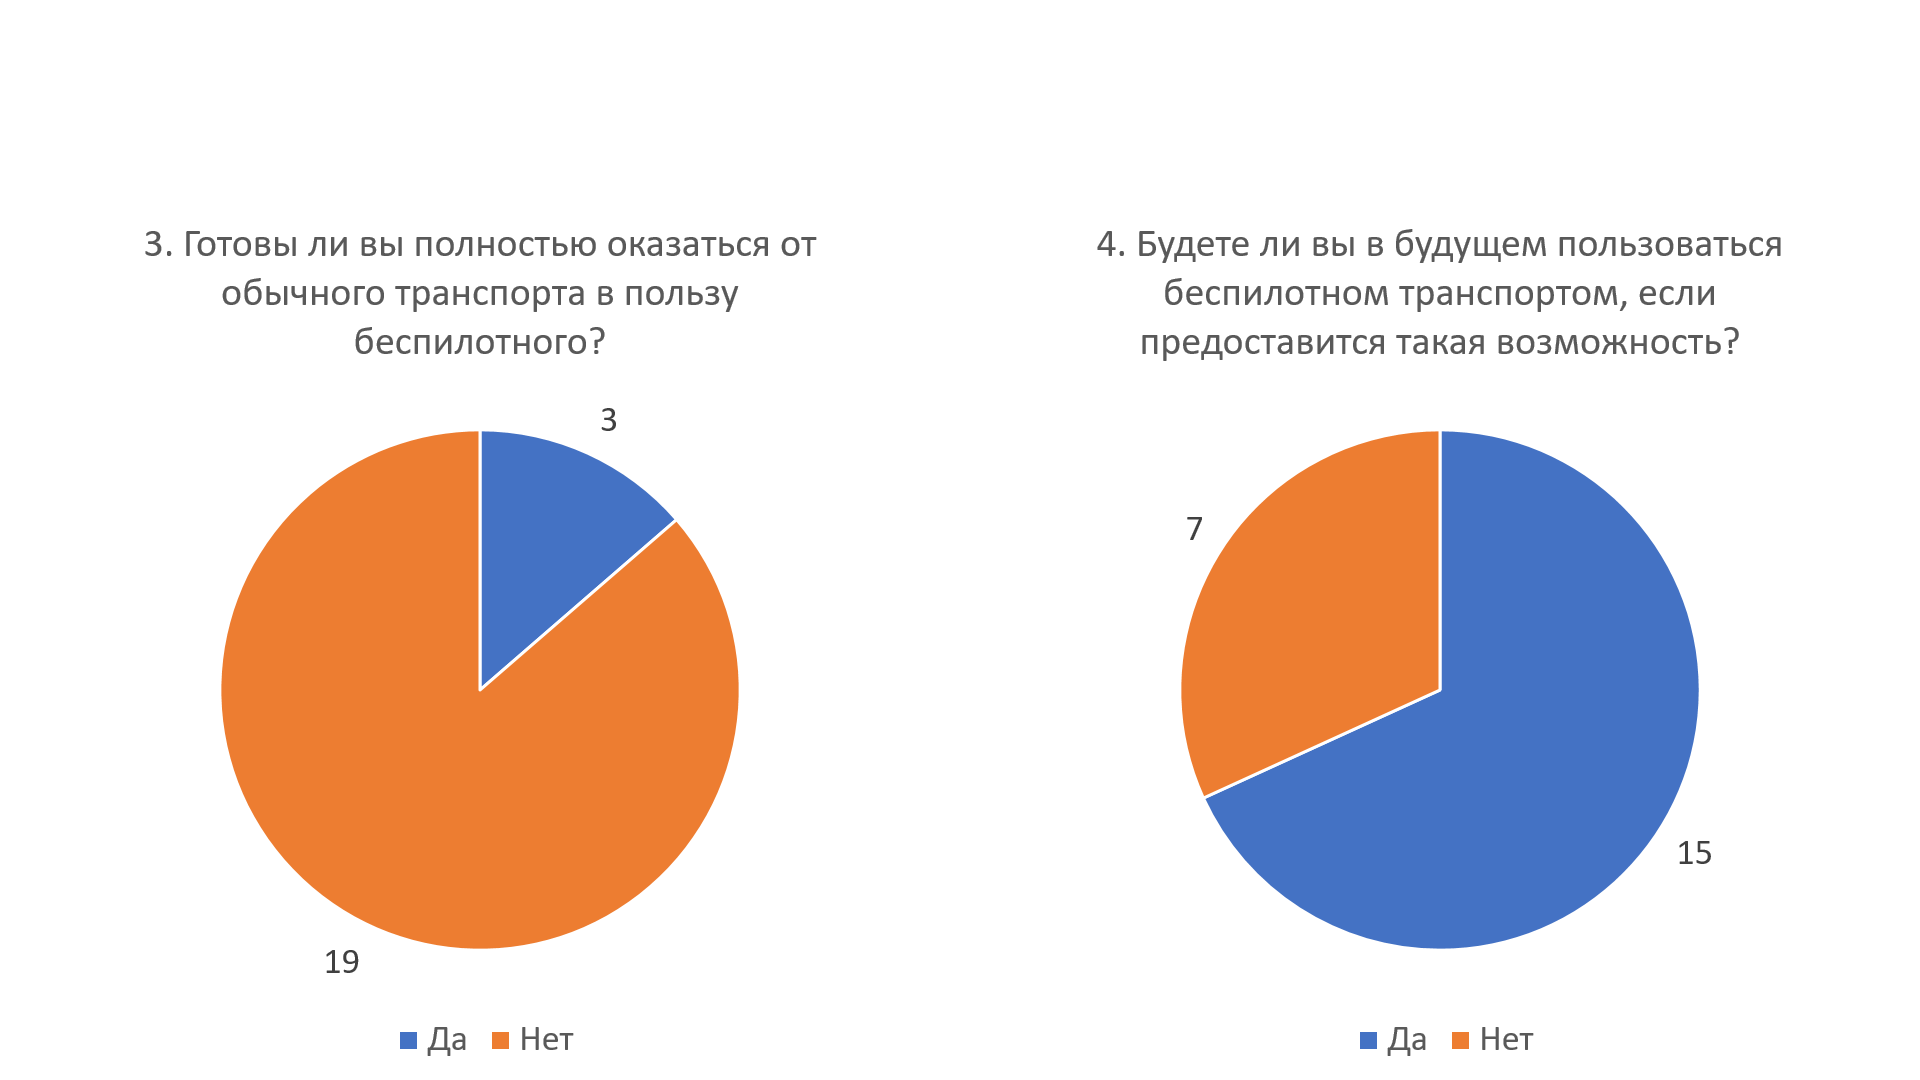 3. Готовы ли вы полностью оказаться от
обычного транспорта в пользу
беспилотного?
3
19
Да Нет
4. Будете ли вы в будущем пользоваться
беспилотном транспортом, если
предоставится такая возможность?
7
15
Да Нет